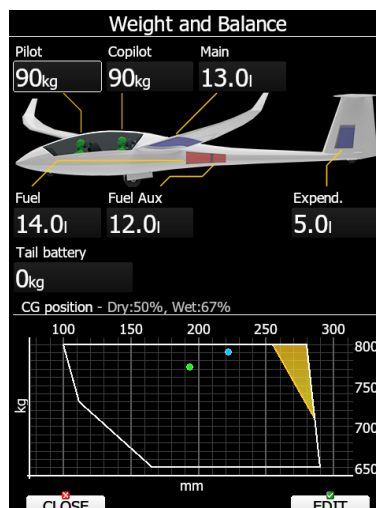 Weight and Balance
Pilot Copilot Main
90kg 90kg 13.0l
Fuel Fuel Aux Expend.
14.0l 12.0l 5.0l
Tail battery
0kg
CG position - Dry:50%, Wet:67%
100 150 200 250 300
800
750
kg
700
650
mm
CLOSE EDIT